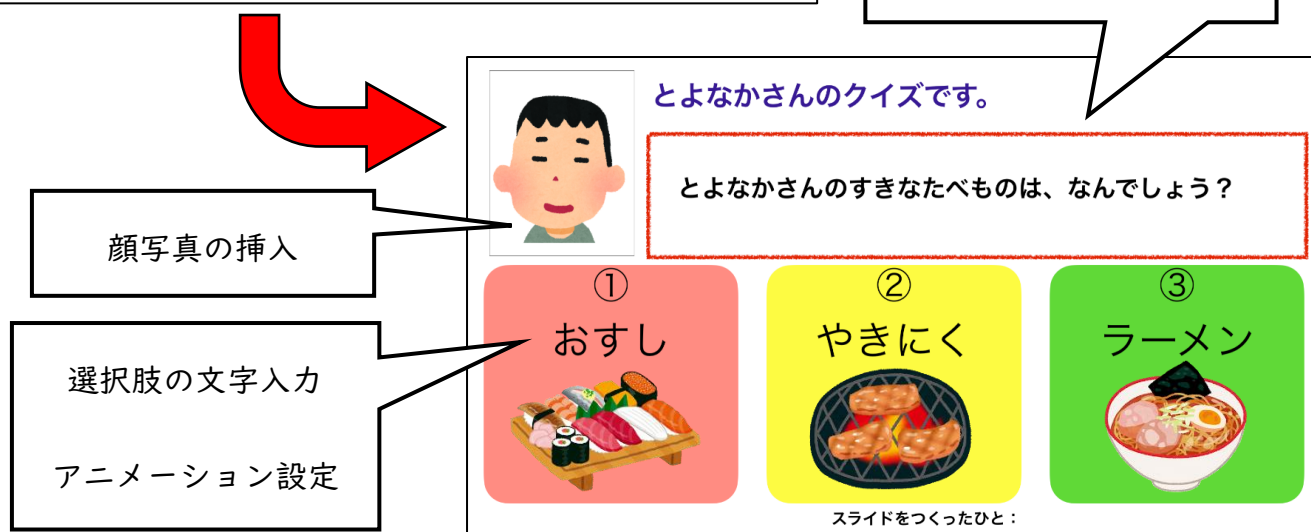 とよなかさんのクイズです。
とよなかさんのすきなたべものは、なんでしょう？
顔写真の挿入
①
おすし
②
やきにく
③
ラーメン
選択肢の文字入力
アニメーション設定
スライドをつくったひと：